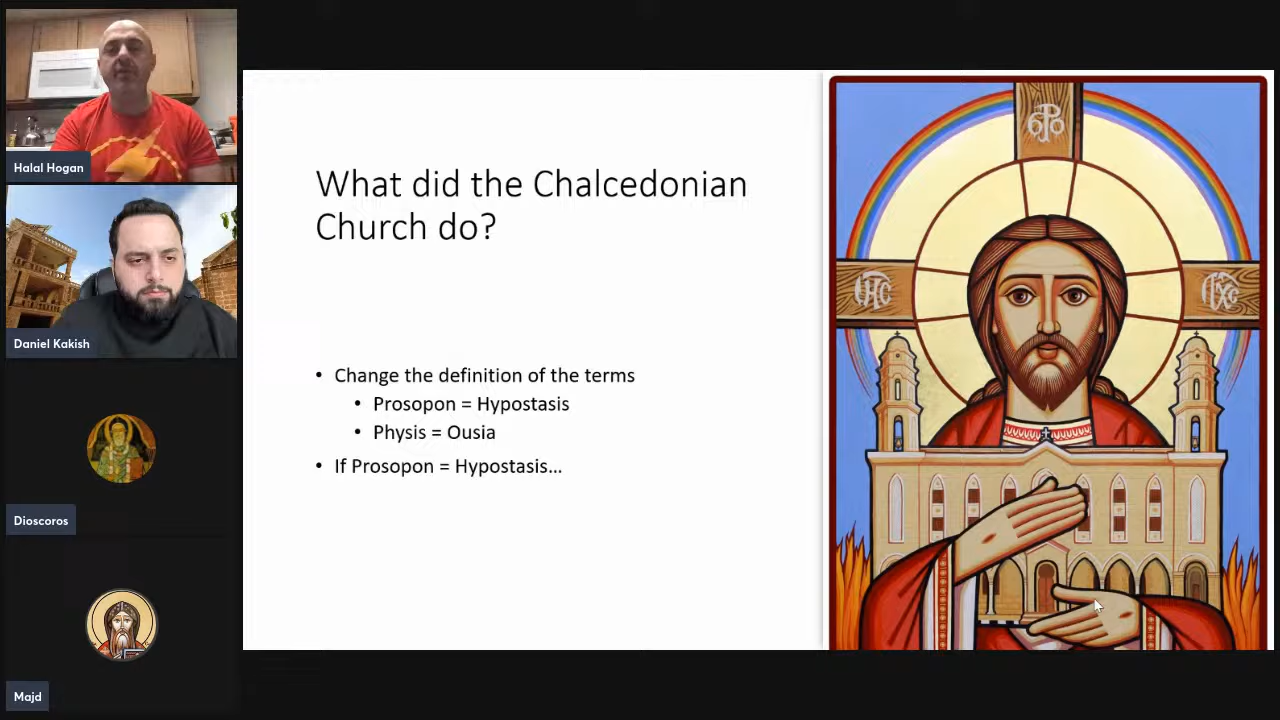 Halal Hogan
Daniel Kakish
Dioscoros
Majd
What did the Chalcedonian
Church do?
• Change the definition of the terms
• Prosopon = Hypostasis
• Physis = Ousia
• If Prosopon = Hypostasis...